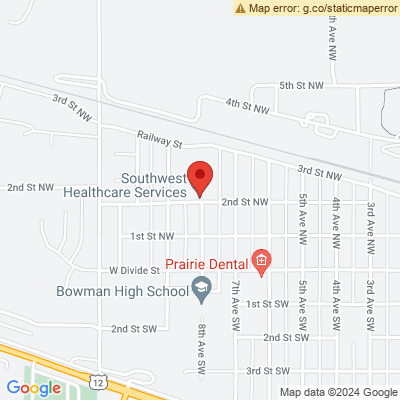 Map error: g.co/staticmaperror
5th St NW
4th St NW
7th Ave NW
3rd St NW
Railway St
3rd St NW
Southwest
Healthcare Services
2nd St NW
2nd St NW
1st St NW
5th Ave NW
4th Ave NW
3rd Ave NW
Prairie Dental
W Divide St
Bowman High School
1st St SW
2nd St SW
2nd St SW
8th Ave SW
7th Ave SW
5th Ave SW
4th Ave SW
3rd Ave SW
3rd St SW
12
Google
Map data ©2024 Google